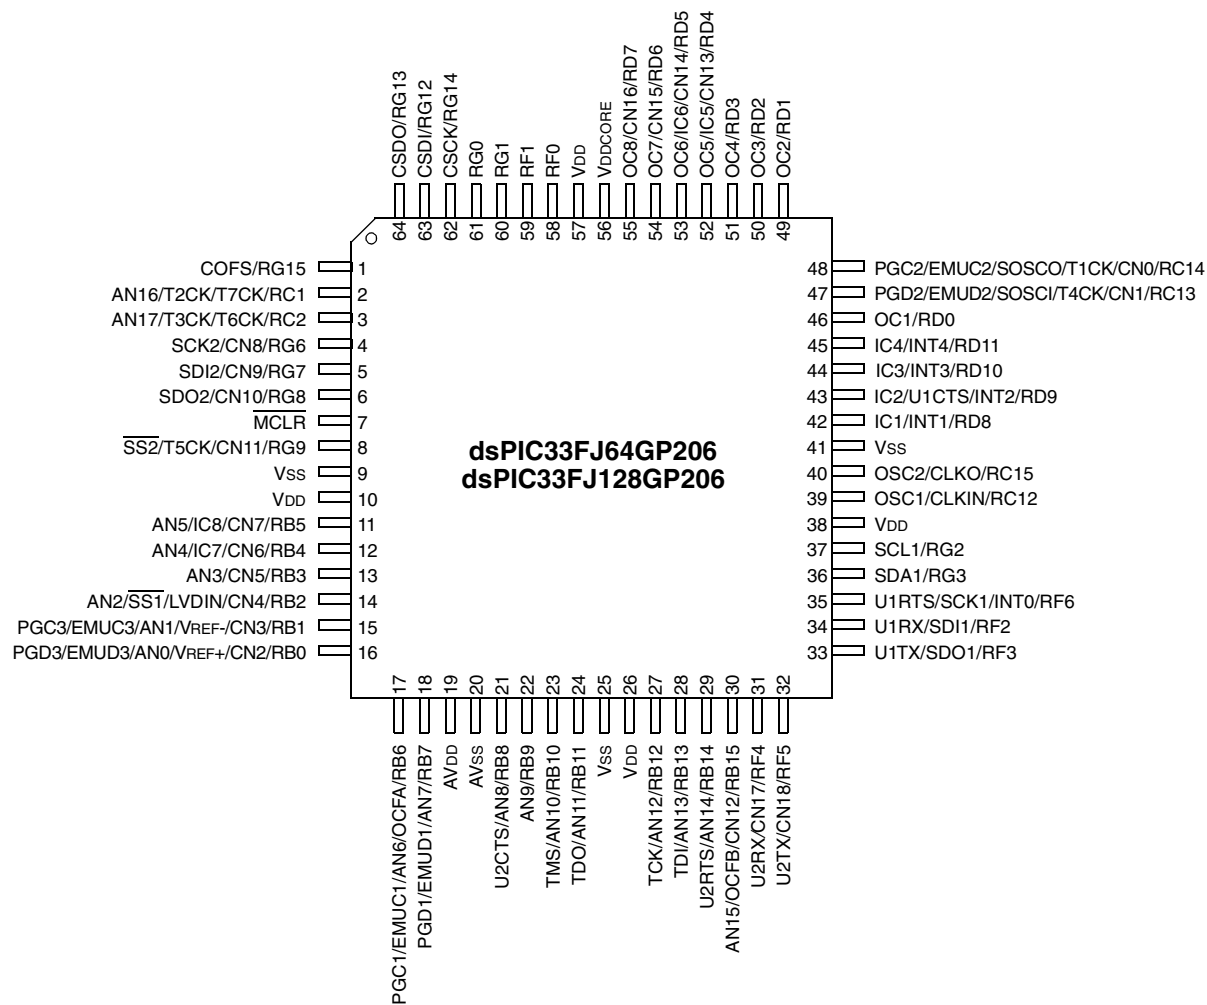 CSDO/RG13
CSDI/RG12
CSCK/RG14
RG0
RG1
RF1
RF0
VDD
VDDCORE
OC8/CN16/RD7
OC7/CN15/RD6
OC6/IC6/CN14/RD5
OC5/IC5/CN13/RD4
OC4/RD3
OC3/RD2
OC2/RD1
64 63 62 61 60 59 58 57 56 55 54 53 52 51 50 49
COFS/RG15 1
AN16/T2CK/T7CK/RC1 2
AN17/T3CK/T6CK/RC2 3
SCK2/CN8/RG6 4
SDI2/CN9/RG7 5
SDO2/CN10/RG8 6
MCLR 7
SS2/T5CK/CN11/RG9 8
VSS 9
VDD 10
AN5/IC8/CN7/RB5 11
AN4/IC7/CN6/RB4 12
AN3/CN5/RB3 13
AN2/SS1/LVDIN/CN4/RB2 14
PGC3/EMUC3/AN1/VREF-/CN3/RB1 15
PGD3/EMUD3/AN0/VREF+/CN2/RB0 16
dsPIC33FJ64GP206
dsPIC33FJ128GP206
48 PGC2/EMUC2/SOSCO/T1CK/CN0/RC14
47 PGD2/EMUD2/SOSCI/T4CK/CN1/RC13
46 OC1/RD0
45 IC4/INT4/RD11
44 IC3/INT3/RD10
43 IC2/U1CTS/INT2/RD9
42 IC1/INT1/RD8
41 VSS
40 OSC2/CLKO/RC15
39 OSC1/CLKIN/RC12
38 VDD
37 SCL1/RG2
36 SDA1/RG3
35 U1RTS/SCK1/INT0/RF6
34 U1RX/SDI1/RF2
33 U1TX/SDO1/RF3
17 18 19 20 21 22 23 24 25 26 27 28 29 30 31 32
PGC1/EMUC1/AN6/OCFA/RB6
PGD1/EMUD1/AN7/RB7
AVDD
AVSS
U2CTS/AN8/RB8
AN9/RB9
TMS/AN10/RB10
TDO/AN11/RB11
VSS
VDD
TCK/AN12/RB12
TDI/AN13/RB13
U2RTS/AN14/RB14
AN15/OCFB/CN12/RB15
U2RX/CN17/RF4
U2TX/CN18/RF5